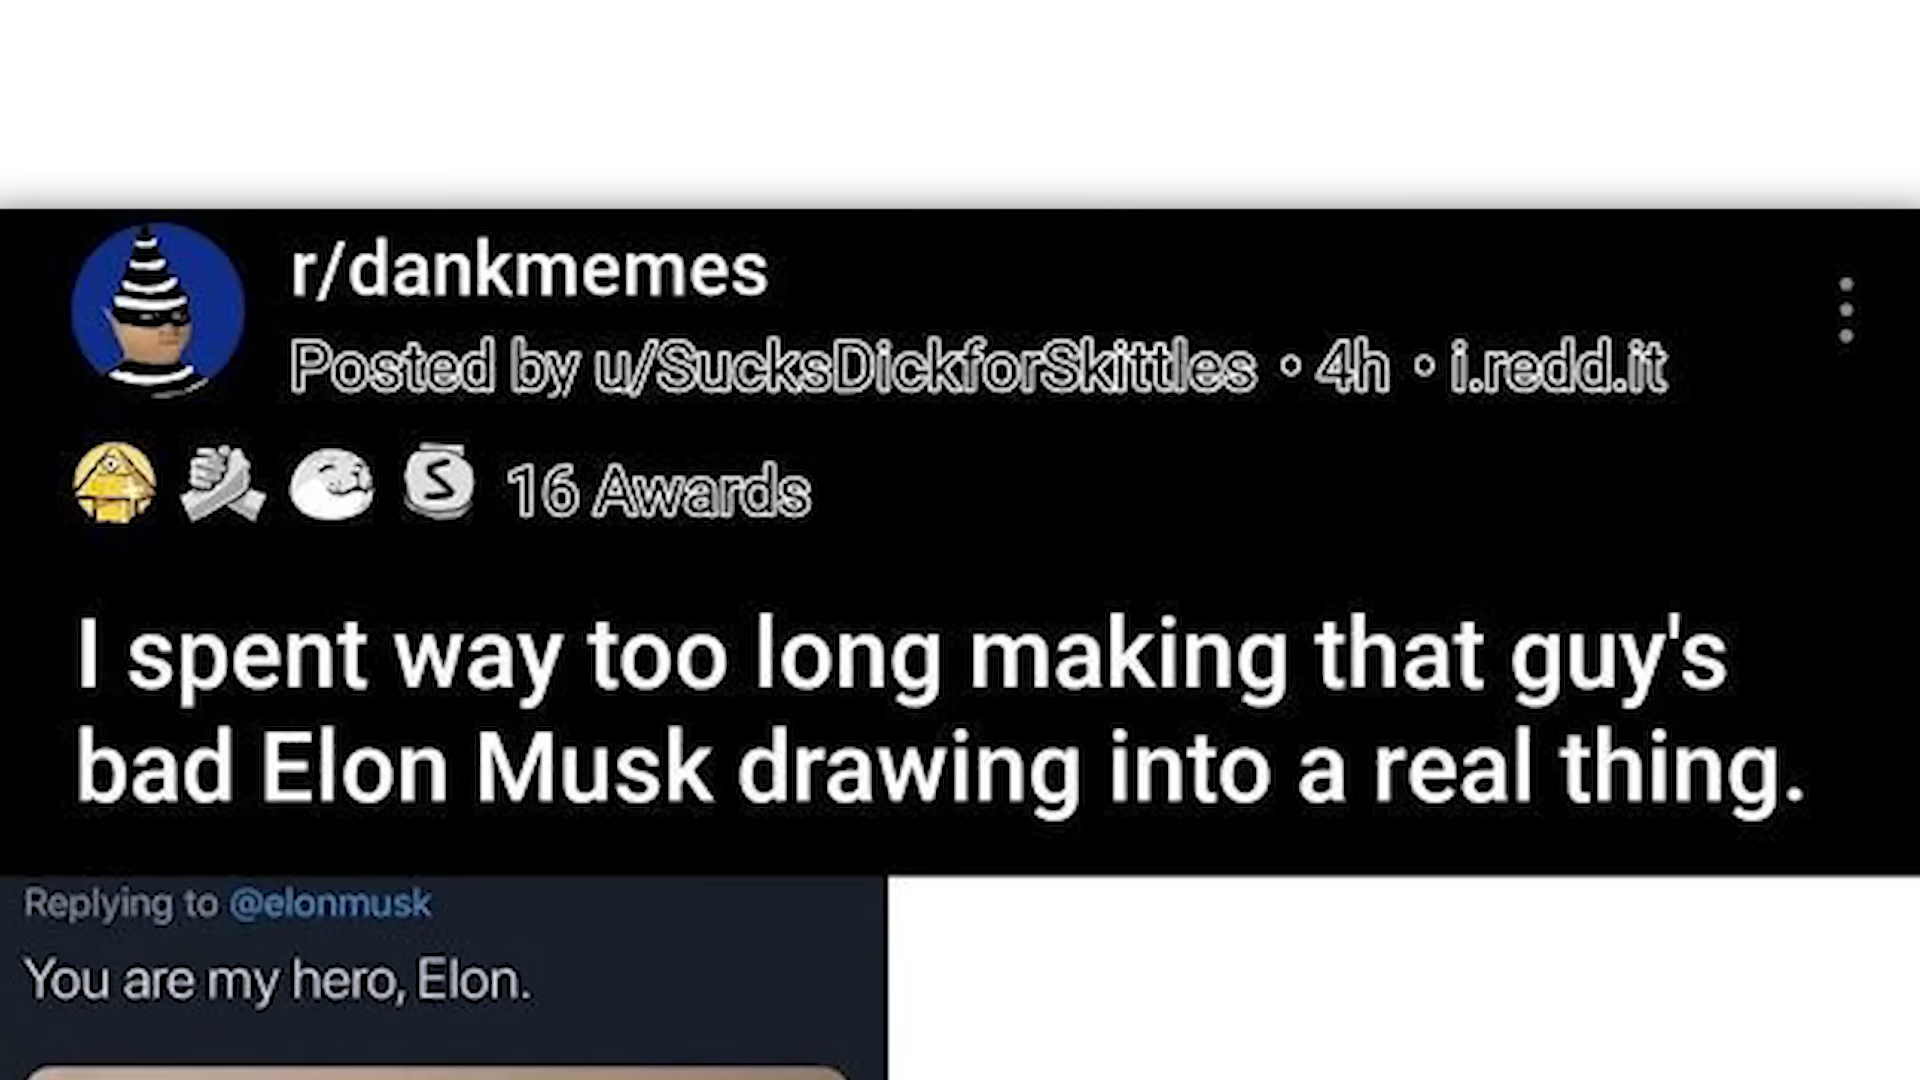 r/dankmemes
Posted by u/SucksDickforSkittles • 4h • i.redd.it
16 Awards
I spent way too long making that guy's
bad Elon Musk drawing into a real thing.
Replying to @elonmusk
You are my hero, Elon.